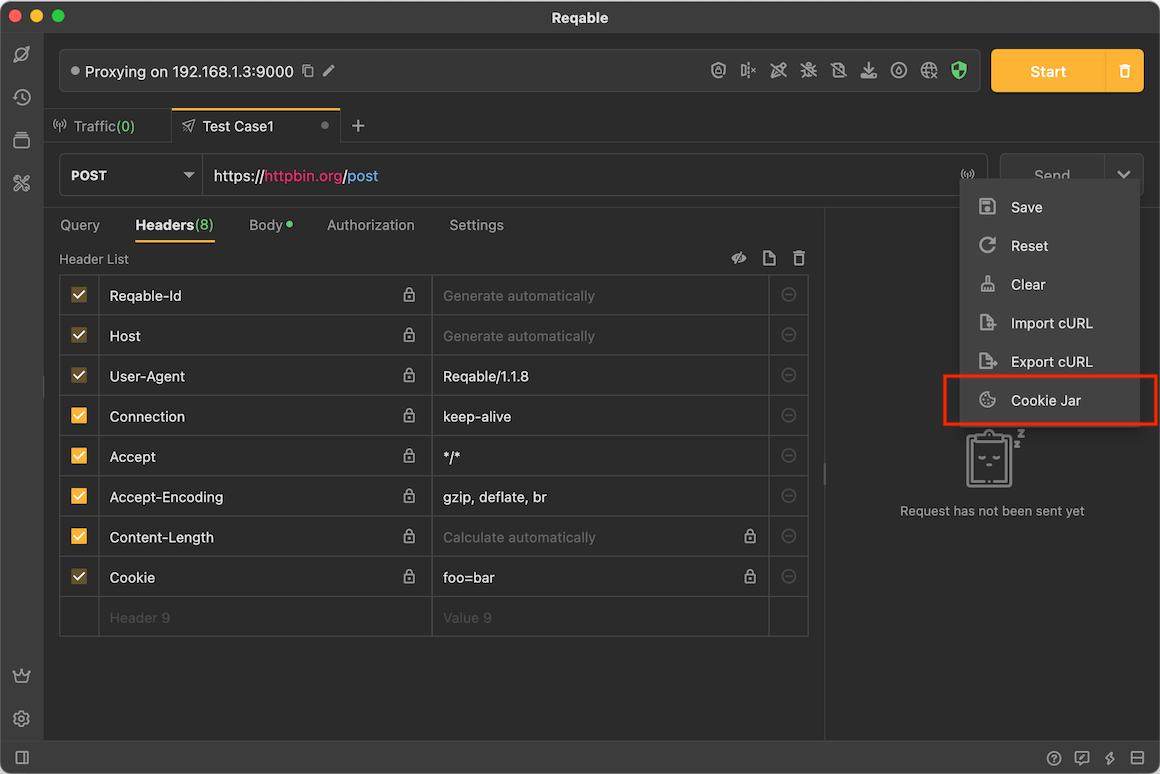 Reqable
Proxying on 192.168.1.3:9000
Start
Traffic(0)
Test Case1
POST
https://httpbin.org/post
Send
Query
Headers(8)
Body
Authorization
Settings
Header List
Reqable-Id
Generate automatically
Host
Generate automatically
User-Agent
Reqable/1.1.8
Connection
keep-alive
Accept
*/*
Accept-Encoding
gzip, deflate, br
Content-Length
Calculate automatically
Cookie
foo=bar
Header 9
Value 9
Save
Reset
Clear
Import cURL
Export cURL
Cookie Jar
z
z
z
Request has not been sent yet